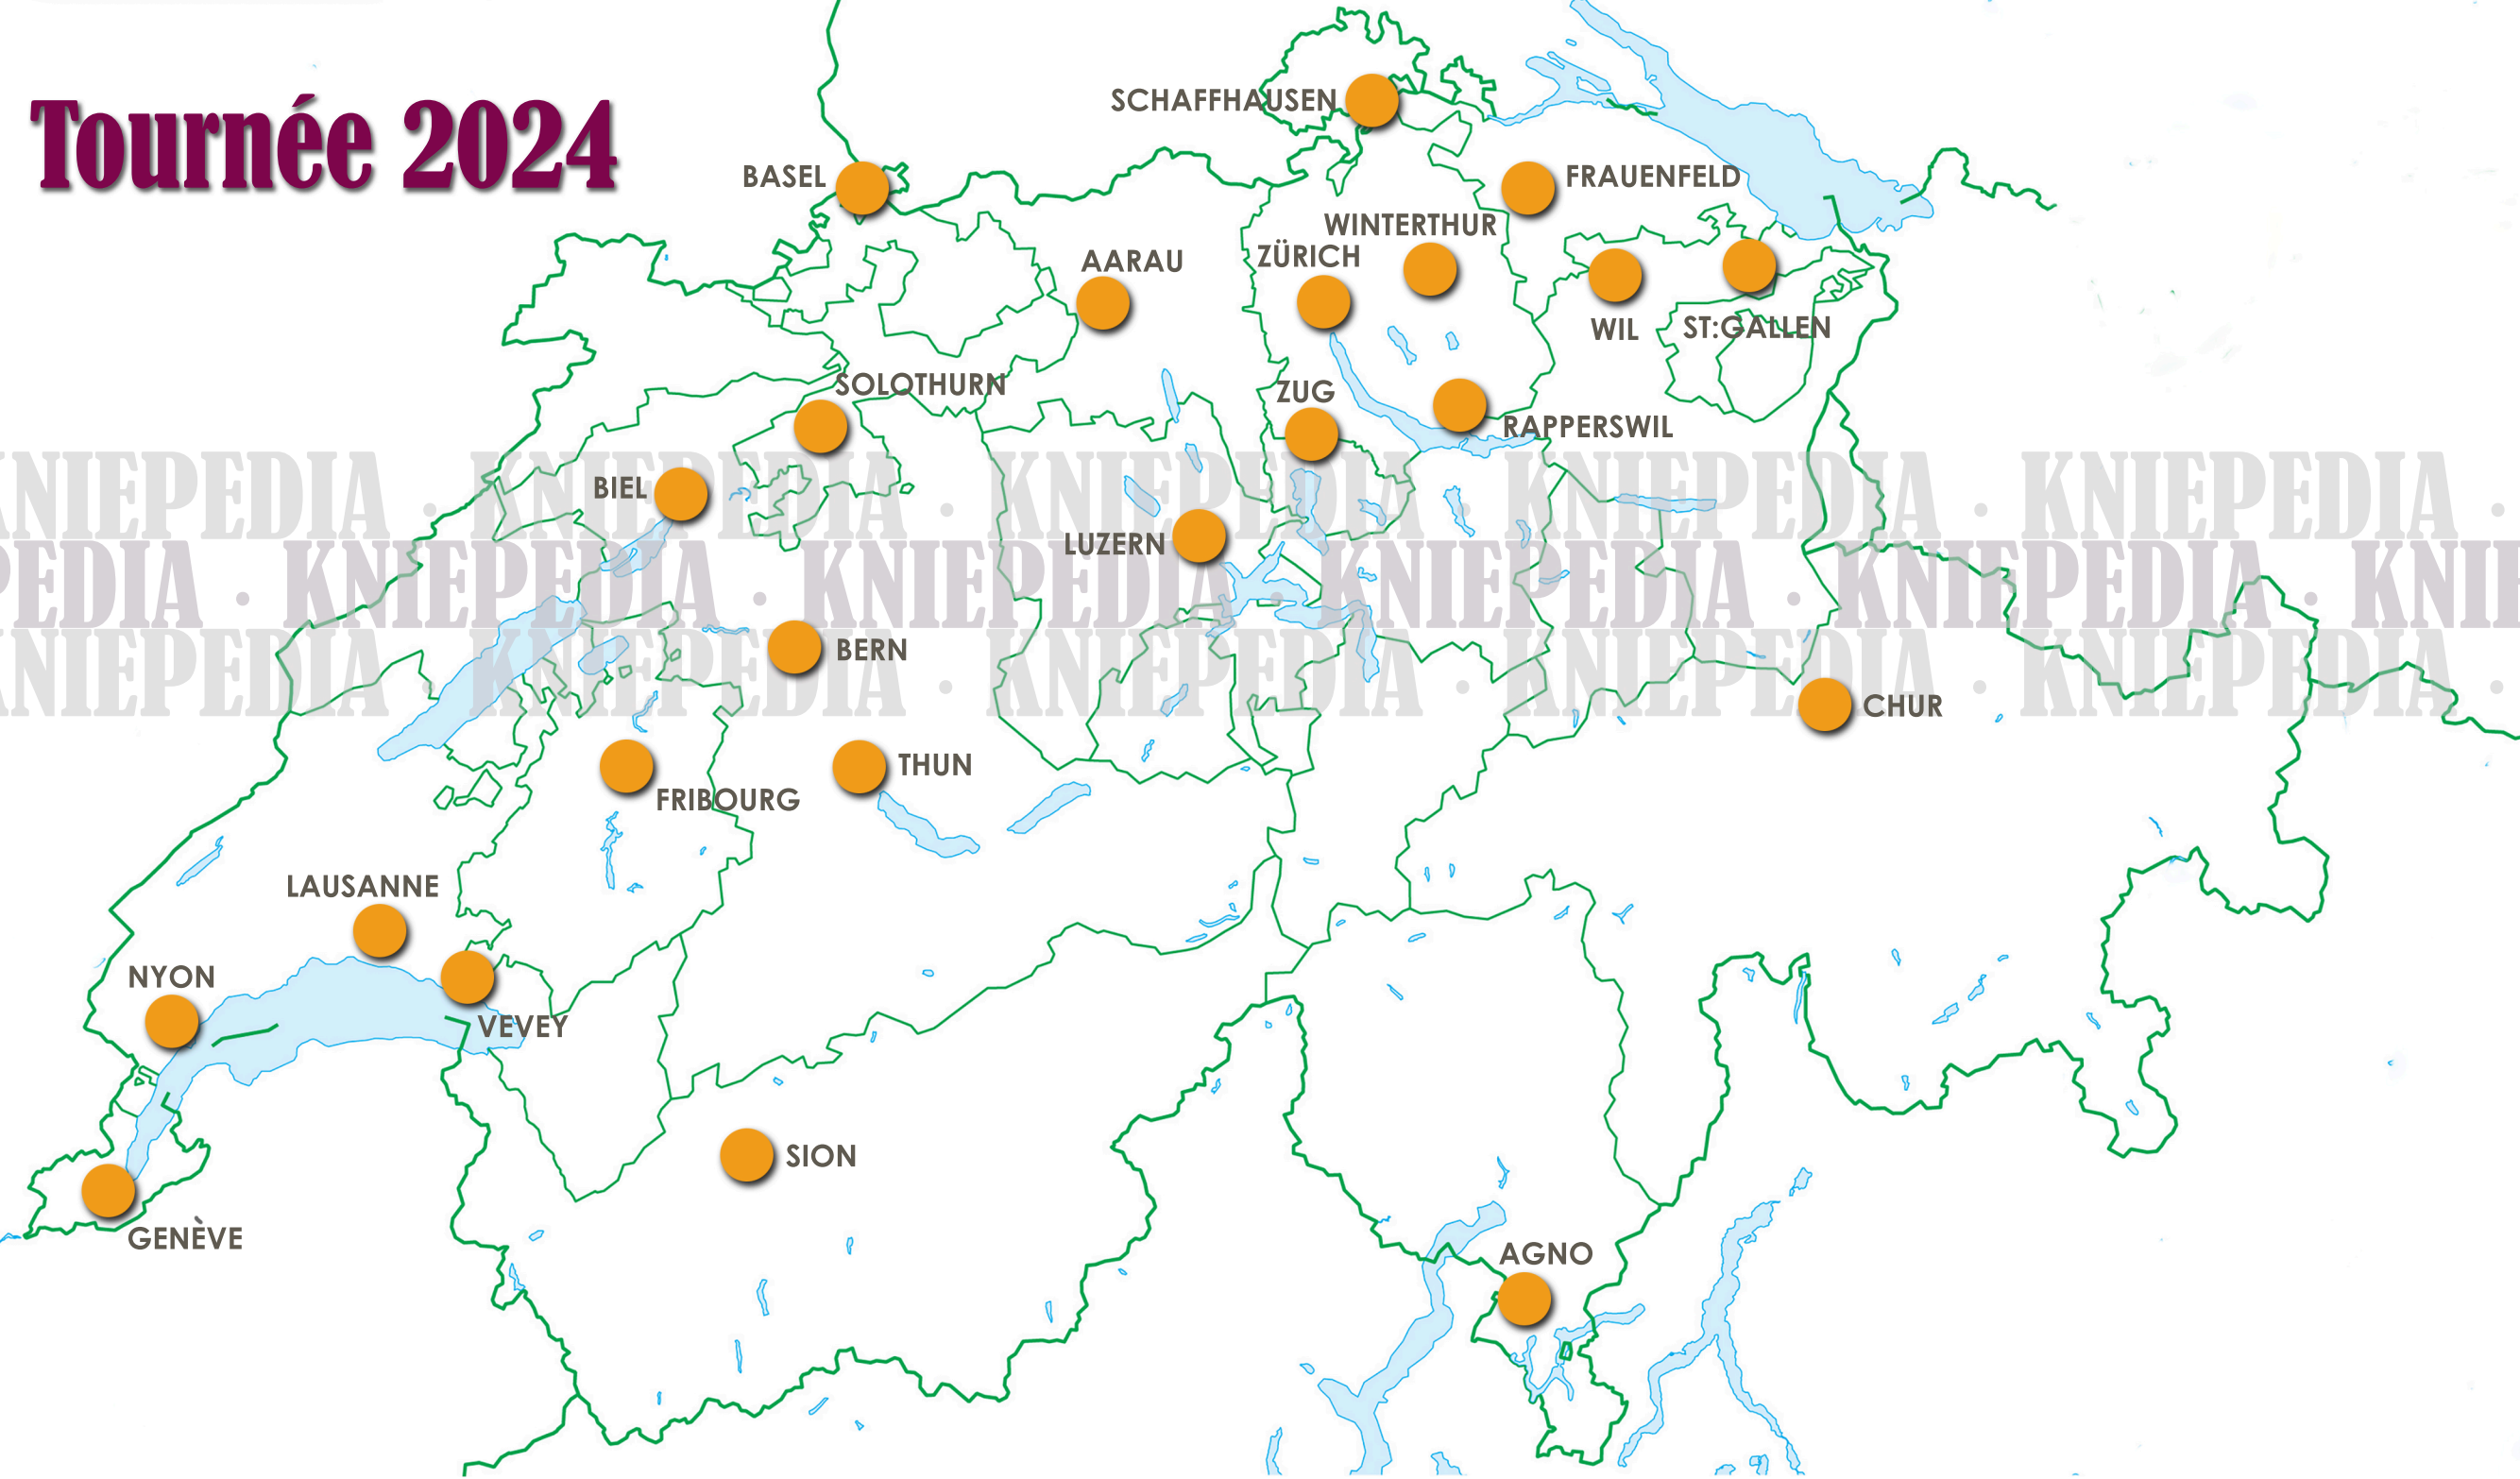 Tournée 2024
SCHAFFHAUSEN
BASEL
FRAUENFELD
WINTERTHUR
ZÜRICH
AARAU
WIL
ST:GALLEN
SOLOTHURN
ZUG
RAPPERSWIL
BIEL
LUZERN
KNIEPEDIA · KNIEPEDIA · KNIEPEDIA · KNIEPEDIA · KNIEPEDIA ·
PEDIA · KNIEPEDIA · KNIEPEDIA · KNIEPEDIA · KNIEPEDIA · KNIE
KNIEPEDIA · KNIEPEDIA · KNIEPEDIA · KNIEPEDIA · KNIEPEDIA ·
BERN
CHUR
THUN
FRIBOURG
LAUSANNE
NYON
VEVEY
SION
GENÈVE
AGNO